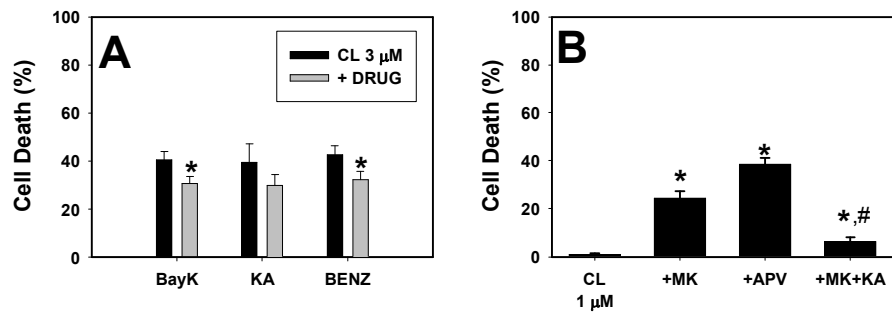 A
Cell Death (%)
100
80
60
40
20
0
CL 3 μM
+ DRUG
*
*
BayK
KA
BENZ
B
Cell Death (%)
100
80
60
40
20
0
*
*
*,#
CL
1 μM
+MK
+APV
+MK+KA